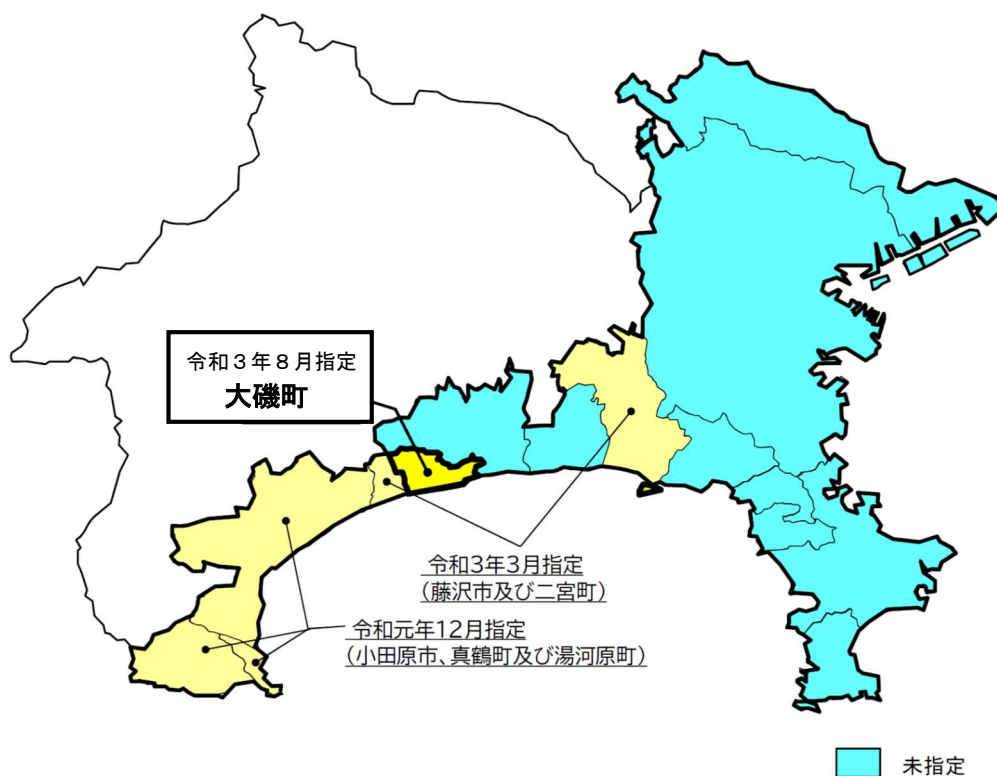 令和３年８月指定
大磯町
令和3年3月指定
(藤沢市及び二宮町)
令和元年12月指定
(小田原市、真鶴町及び湯河原町)
未指定